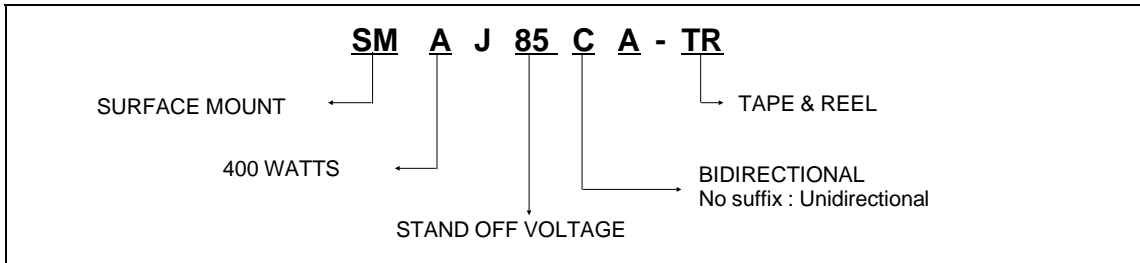 SM A J 85 C A - TR
SURFACE MOUNT
TAPE & REEL
400 WATTS
BIDIRECTIONAL
No suffix : Unidirectional
STAND OFF VOLTAGE